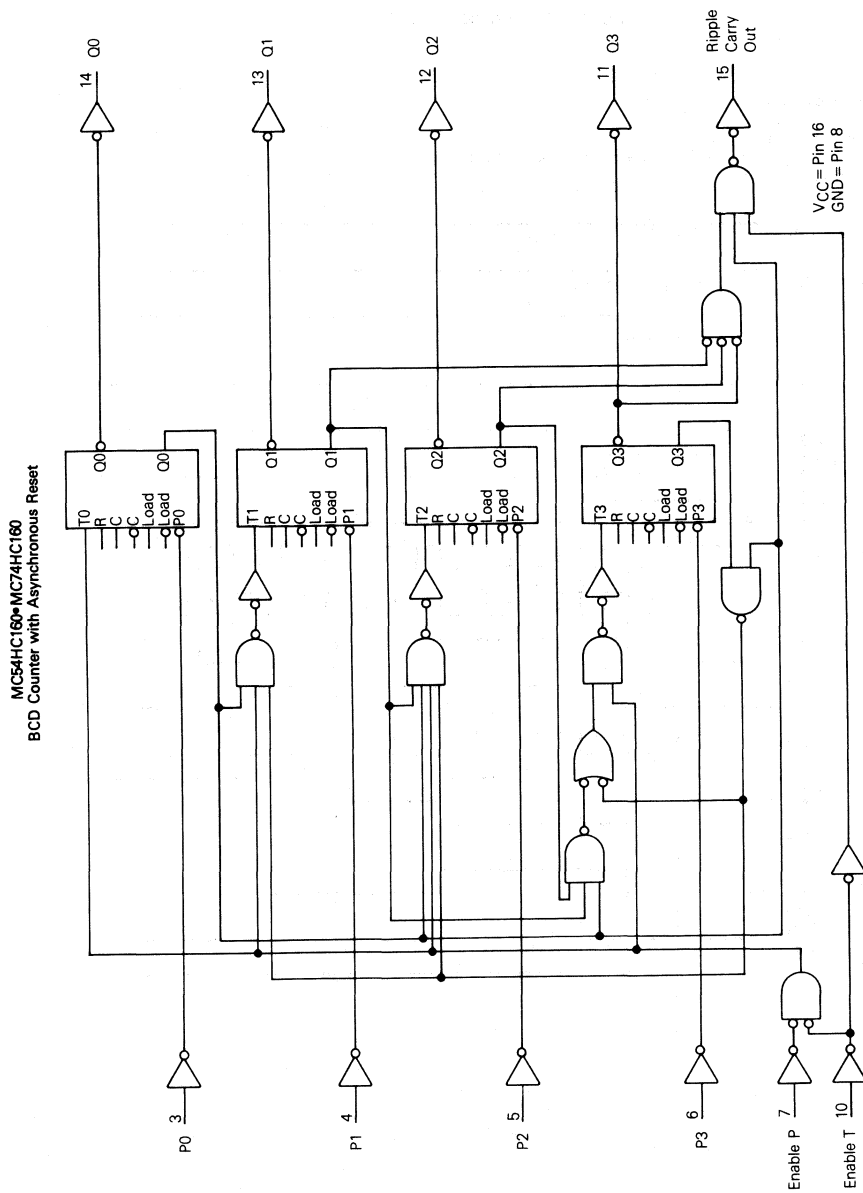 MC54HC160•MC74HC160
BCD Counter with Asynchronous Reset
P0
3
T0
R
C
C
Load
Load
P0
Q0
Q0
14
Q0
P1
4
T1
R
C
C
Load
Load
P1
Q1
Q1
13
Q1
P2
5
T2
R
C
C
Load
Load
P2
Q2
Q2
12
Q2
P3
6
T3
R
C
C
Load
Load
P3
Q3
Q3
11
Q3
Enable P
7
Enable T
10
15
Ripple
Carry
Out
VCC = Pin 16
GND = Pin 8